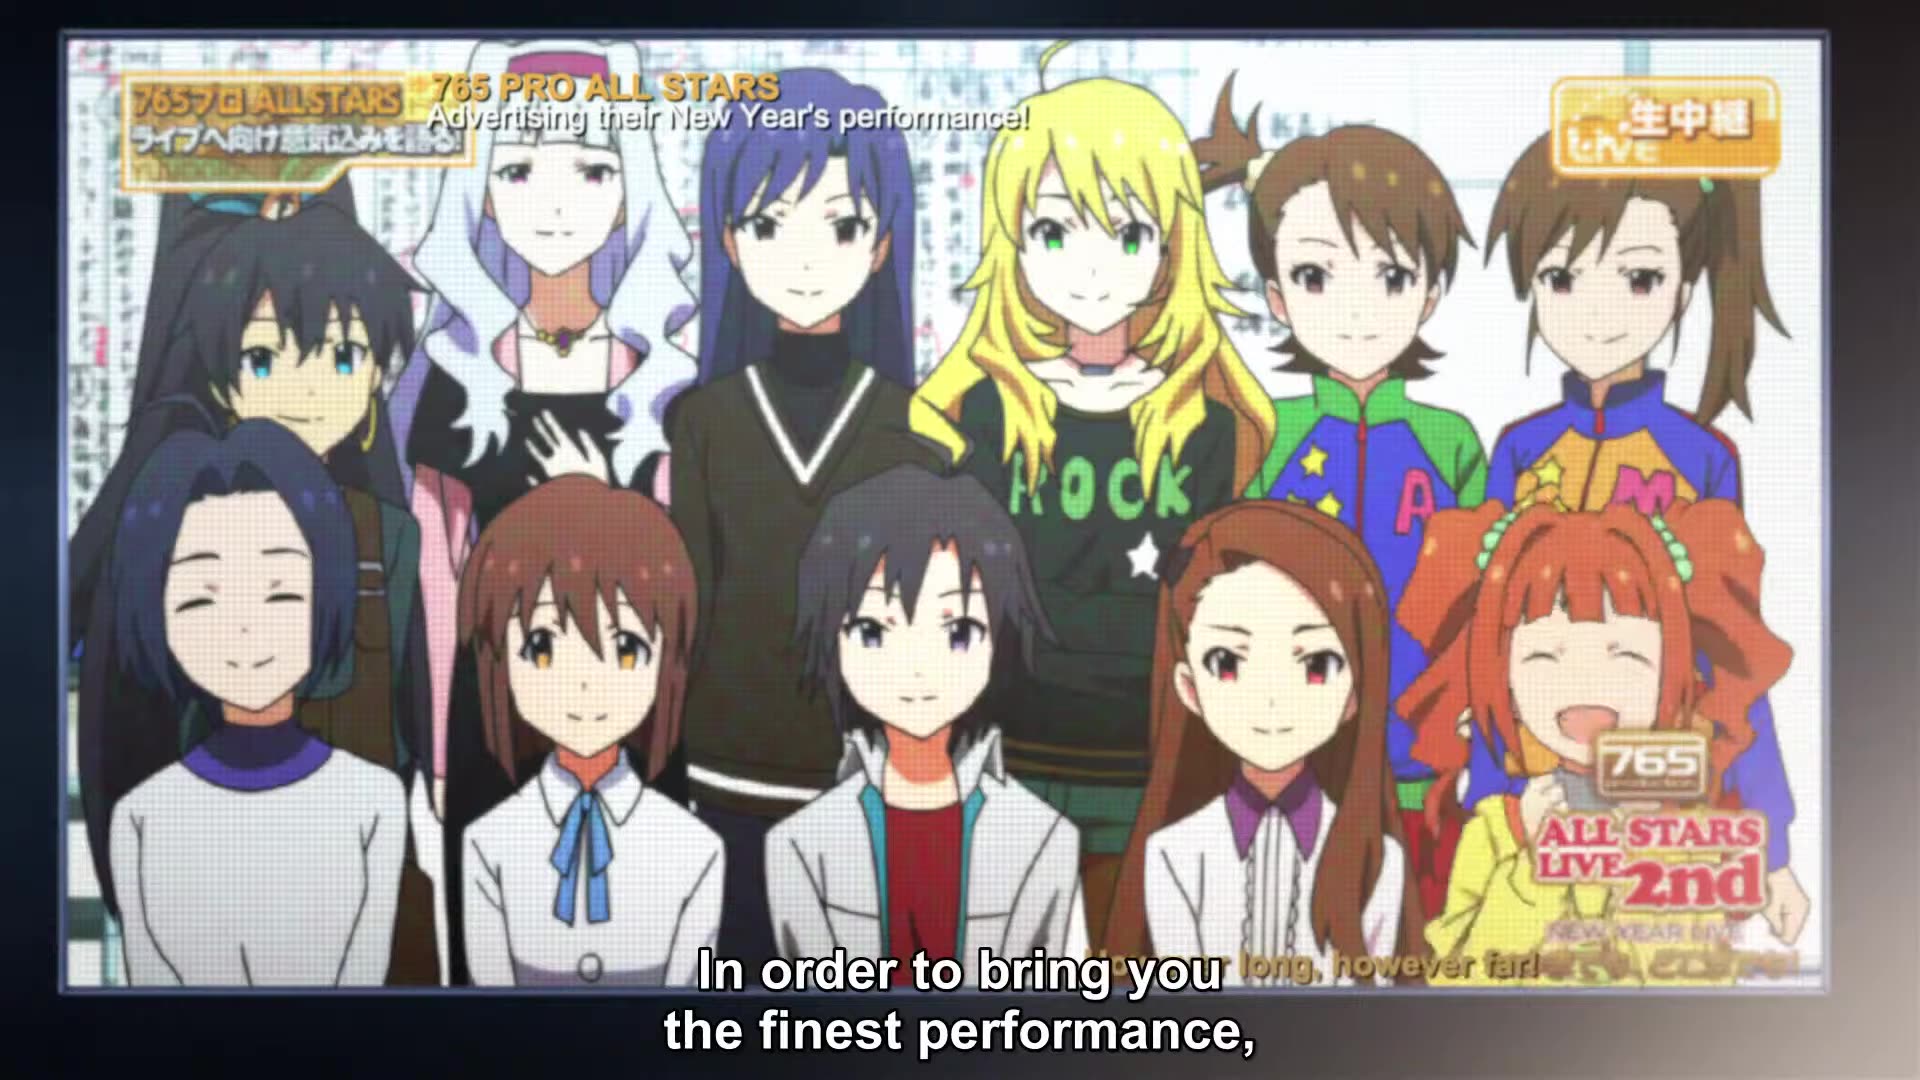 765プロ ALLSTARS
ライブへ向け意気込みを語る!
765 PRO ALL STARS
Advertising their New Year's performance!
LIVE 生中継
ROCK
A
M
765
ALL STARS
LIVE 2nd
NEW YEAR LIVE
long, however far!
In order to bring you
the finest performance,